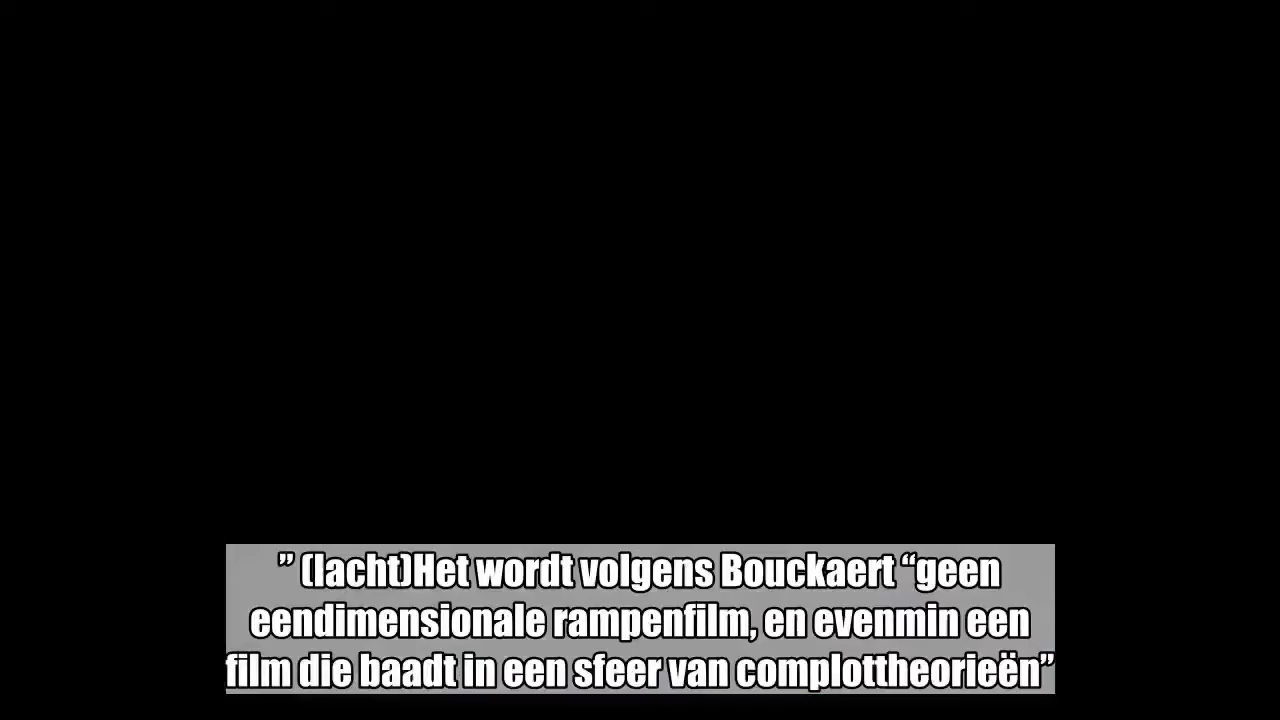 ” (lacht)Het wordt volgens Bouckaert “geen
eendimensionale rampenfilm, en evenmin een
film die baadt in een sfeer van complottheorieën”